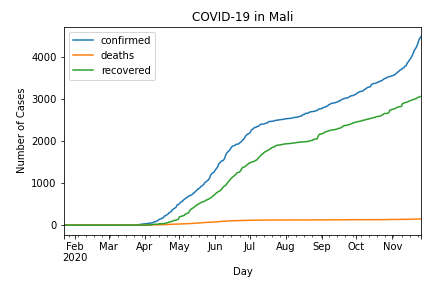 COVID-19 in Mali
confirmed
deaths
recovered
Number of Cases
4000
3000
2000
1000
0
Feb Mar Apr May Jun Jul Aug Sep Oct Nov
2020
Day